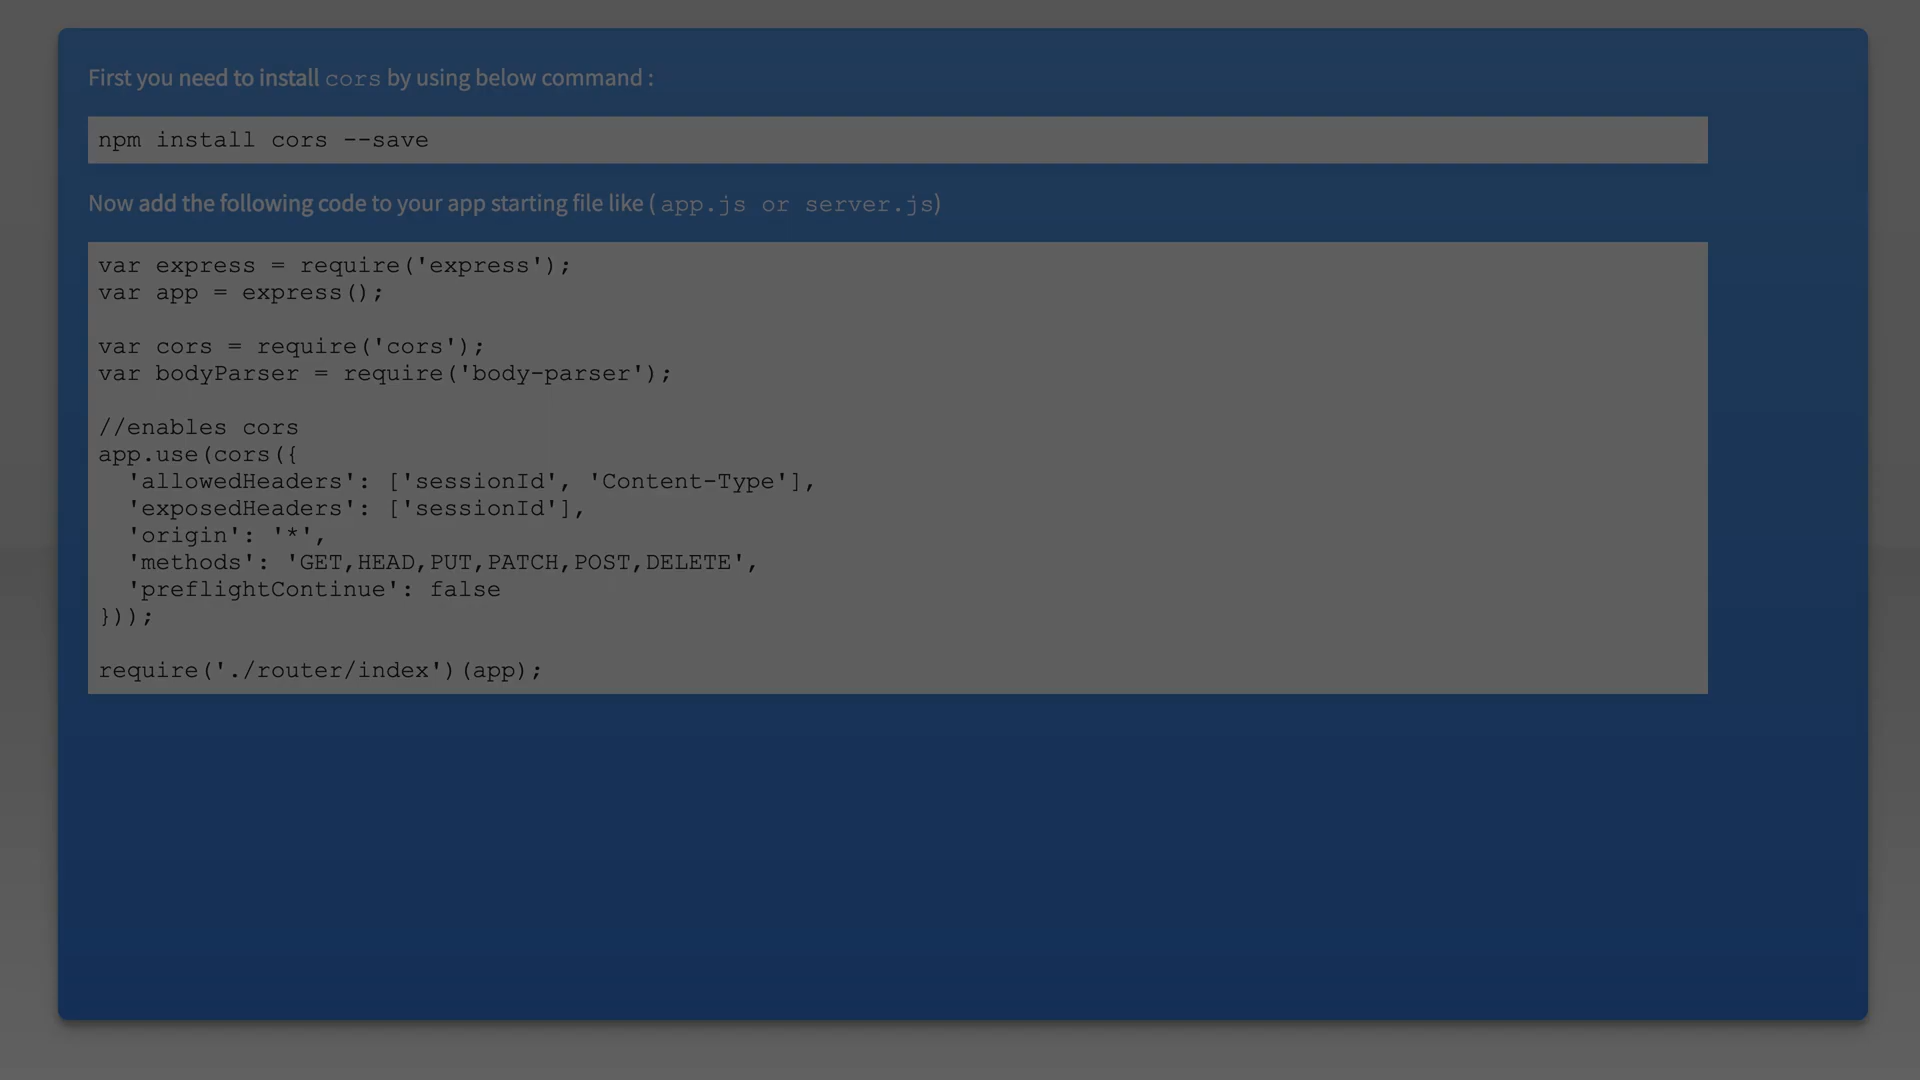 First you need to install cors by using below command :
npm install cors --save
Now add the following code to your app starting file like ( app.js or server.js)
var express = require('express');
var app = express();
var cors = require('cors');
var bodyParser = require('body-parser');
//enables cors
app.use(cors({
  'allowedHeaders': ['sessionId', 'Content-Type'],
  'exposedHeaders': ['sessionId'],
  'origin': '*',
  'methods': 'GET,HEAD,PUT,PATCH,POST,DELETE',
  'preflightContinue': false
}));
require('./router/index')(app);